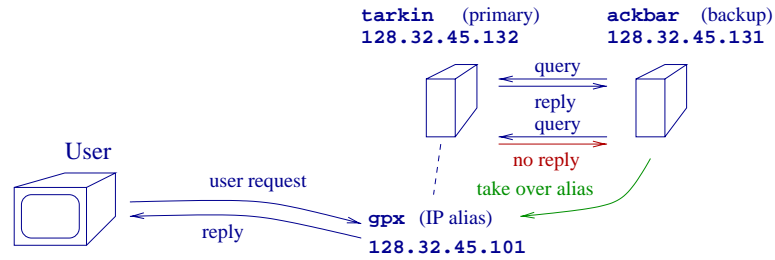 tarkin (primary)
128.32.45.132
ackbar (backup)
128.32.45.131
query
reply
query
no reply
take over alias
User
user request
reply
gpx (IP alias)
128.32.45.101